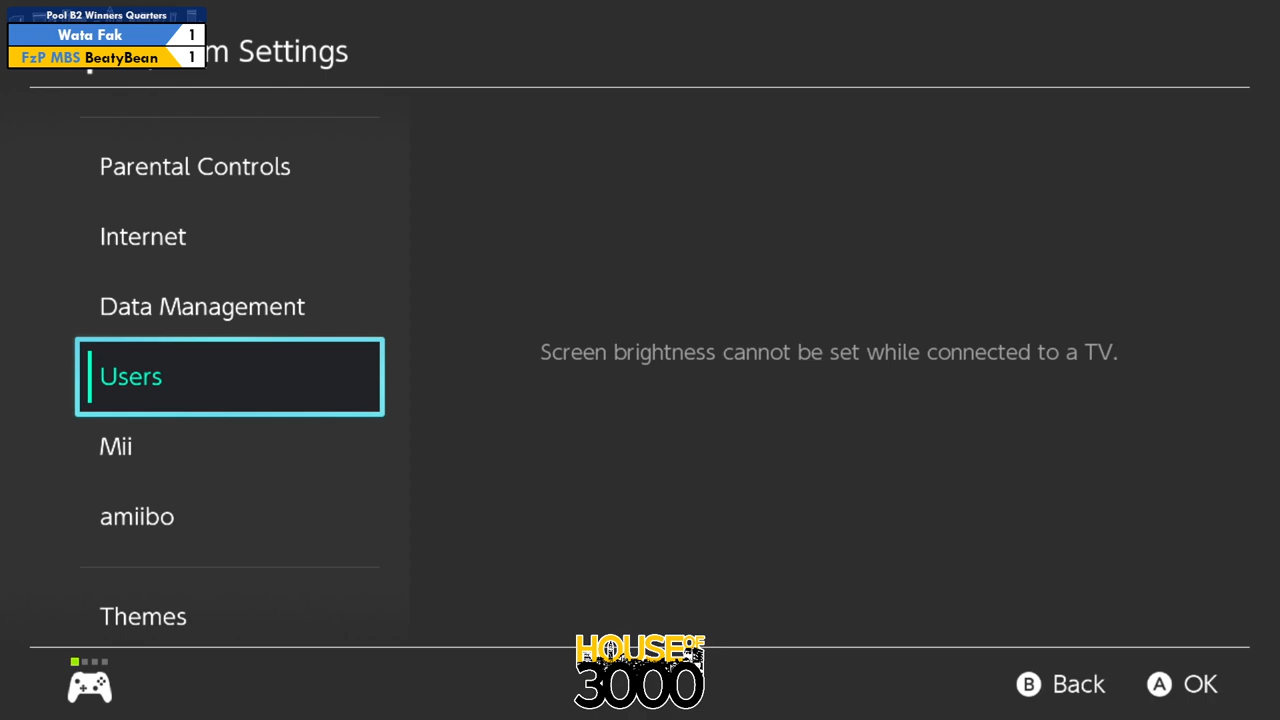 Pool B2 Winners Quarters
Wata Fak 1
FzP MBS BeatyBean 1
m Settings
Parental Controls
Internet
Data Management
Users
Mii
amiibo
Themes
Screen brightness cannot be set while connected to a TV.
HOUSE OF
3000
B Back
A OK